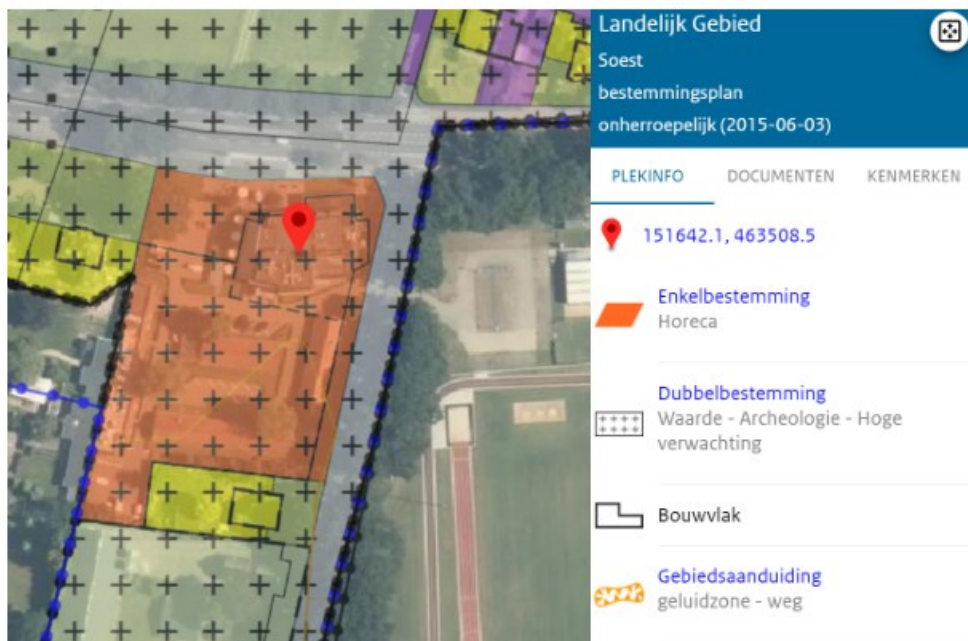 Landelijk Gebied
Soest
bestemmingsplan
onherroepelijk (2015-06-03)
PLEKINFO DOCUMENTEN KENMERKEN
151642.1, 463508.5
Enkelbestemming
Horeca
Dubbelbestemming
Waarde - Archeologie - Hoge
verwachting
Bouwvlak
Gebiedsaanduiding
geluidzone - weg